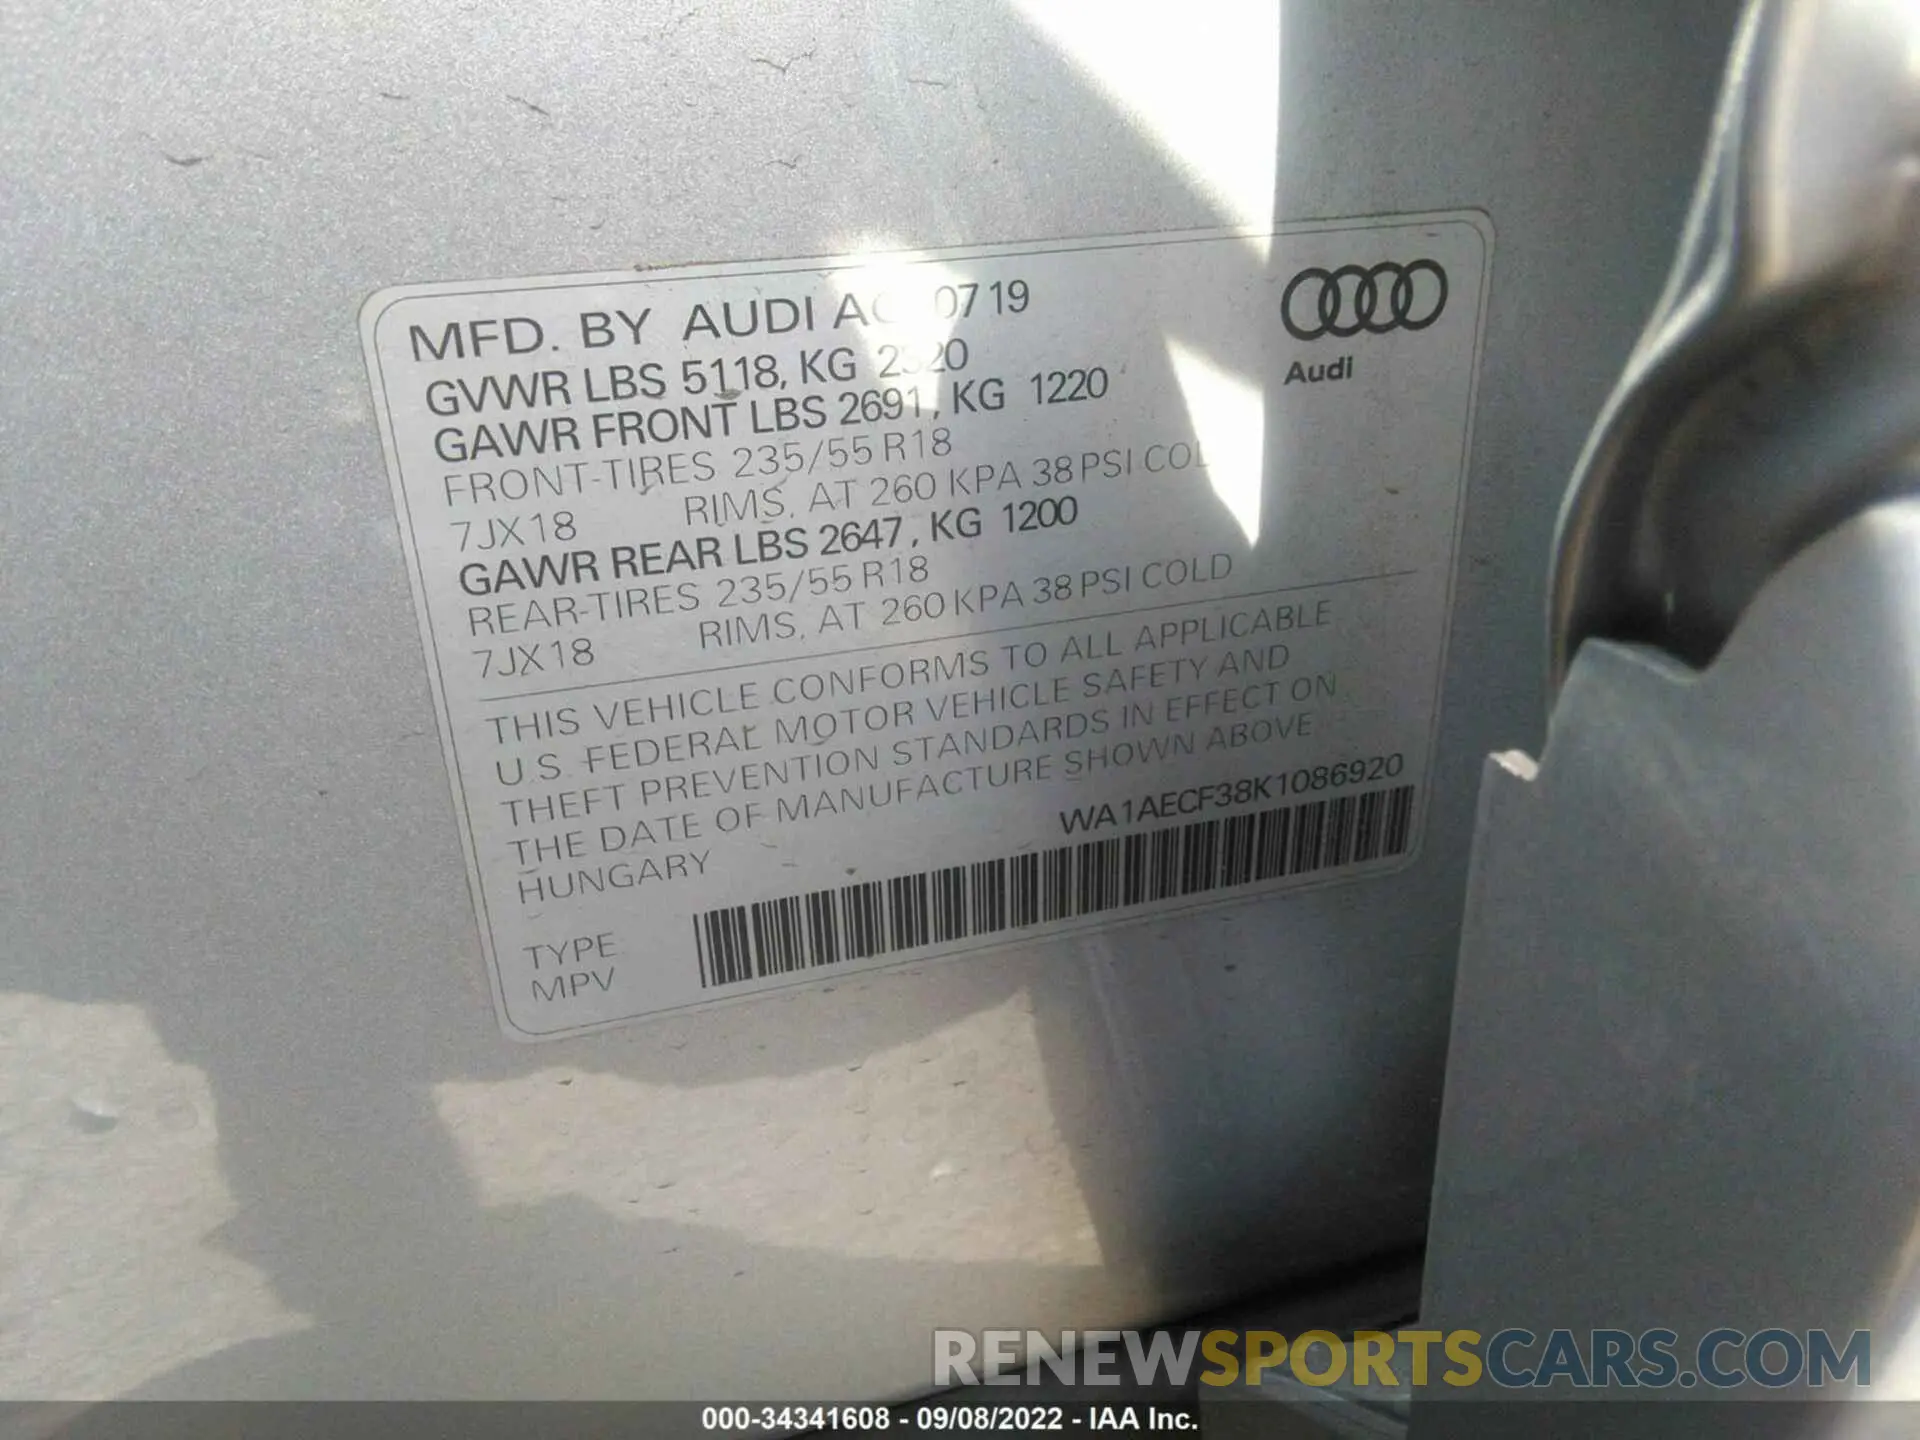 MFD. BY AUDI 0719
GVWR LBS 5118, KG
GAWR FRONT LBS 2691, KG 1220
FRONT-TIRES 235/55 R18
7JX18 RIMS, AT 260 KPA 38 PSI
GAWR REAR LBS 2647, KG 1200
REAR-TIRES 235/55 R18
7JX18 RIMS, AT 260 KPA 38 PSI COLD
THIS VEHICLE CONFORMS TO ALL APPLICABLE
U.S. FEDERAL MOTOR VEHICLE SAFETY AND
THEFT PREVENTION STANDARDS IN EFFECT ON
THE DATE OF MANUFACTURE SHOWN ABOVE
HUNGARY
WA1AECF38K1086920
TYPE
MPV
Audi
RENEWSPORTSCARS.COM
000-34341608 - 09/08/2022 - IAA Inc.